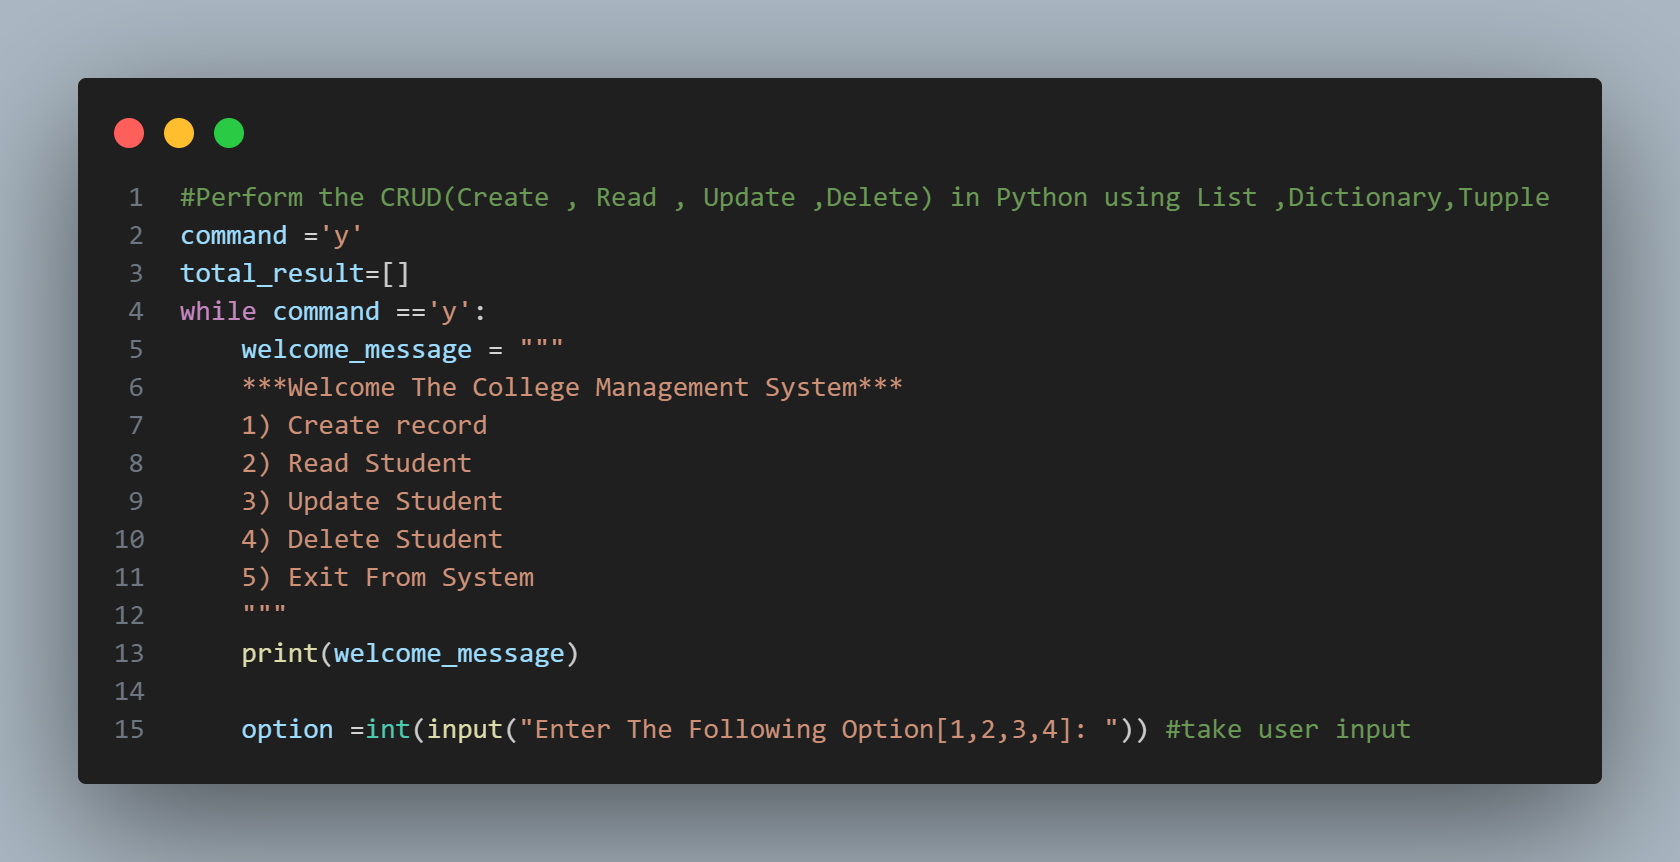 1 #Perform the CRUD(Create , Read , Update ,Delete) in Python using List ,Dictionary,Tupple
2 command ='y'
3 total_result=[]
4 while command =='y':
5     welcome_message = """
6     ***Welcome The College Management System***
7     1) Create record
8     2) Read Student
9     3) Update Student
10     4) Delete Student
11     5) Exit From System
12     """
13     print(welcome_message)
14
15     option =int(input("Enter The Following Option[1,2,3,4]: ")) #take user input